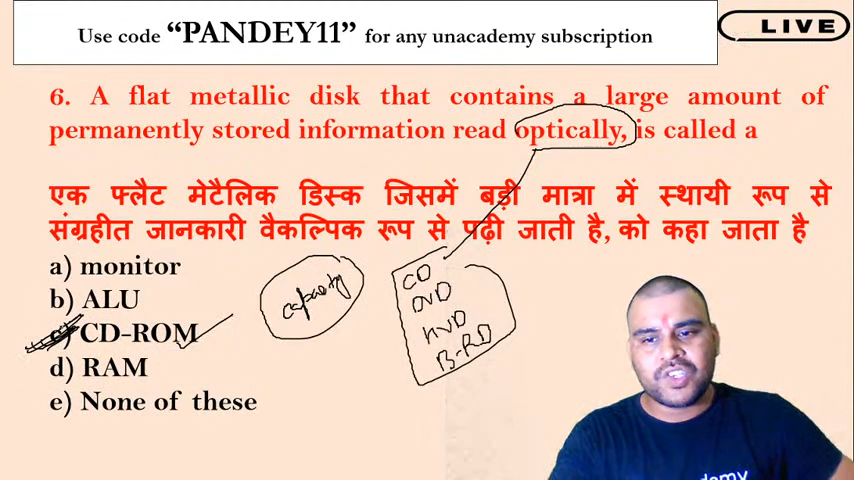 Use code “PANDEY11” for any unacademy subscription
LIVE
6. A flat metallic disk that contains a large amount of
permanently stored information read optically, is called a
एक फ्लैट मेटैलिक डिस्क जिसमें बड़ी मात्रा में स्थायी रूप से
संग्रहीत जानकारी वैकल्पिक रूप से पढ़ी जाती है, को कहा जाता है
a) monitor
b) ALU
c) CD-ROM
d) RAM
e) None of these
capacity
CD
DVD
HVD
B-RD